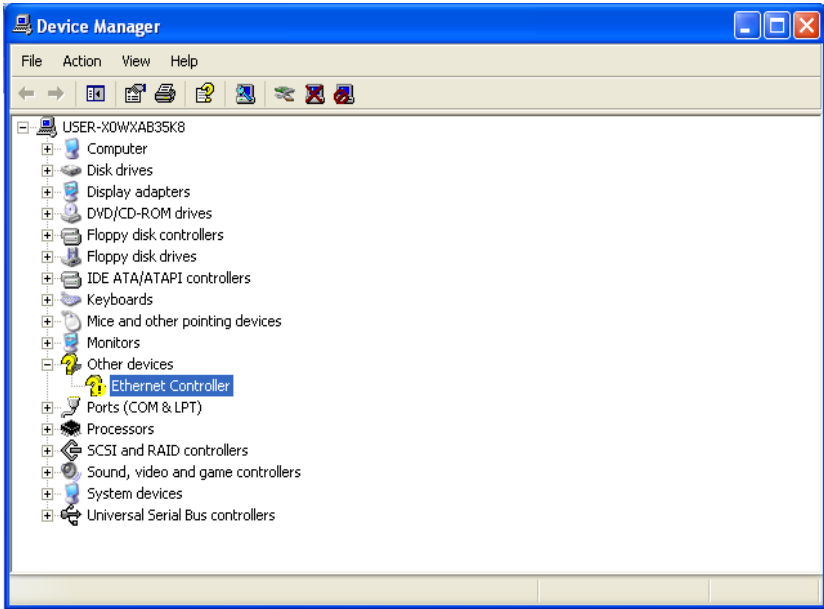 Device Manager
File Action View Help
USER-X0WXAB35K8
Computer
Disk drives
Display adapters
DVD/CD-ROM drives
Floppy disk controllers
Floppy disk drives
IDE ATA/ATAPI controllers
Keyboards
Mice and other pointing devices
Monitors
Other devices
Ethernet Controller
Ports (COM & LPT)
Processors
SCSI and RAID controllers
Sound, video and game controllers
System devices
Universal Serial Bus controllers